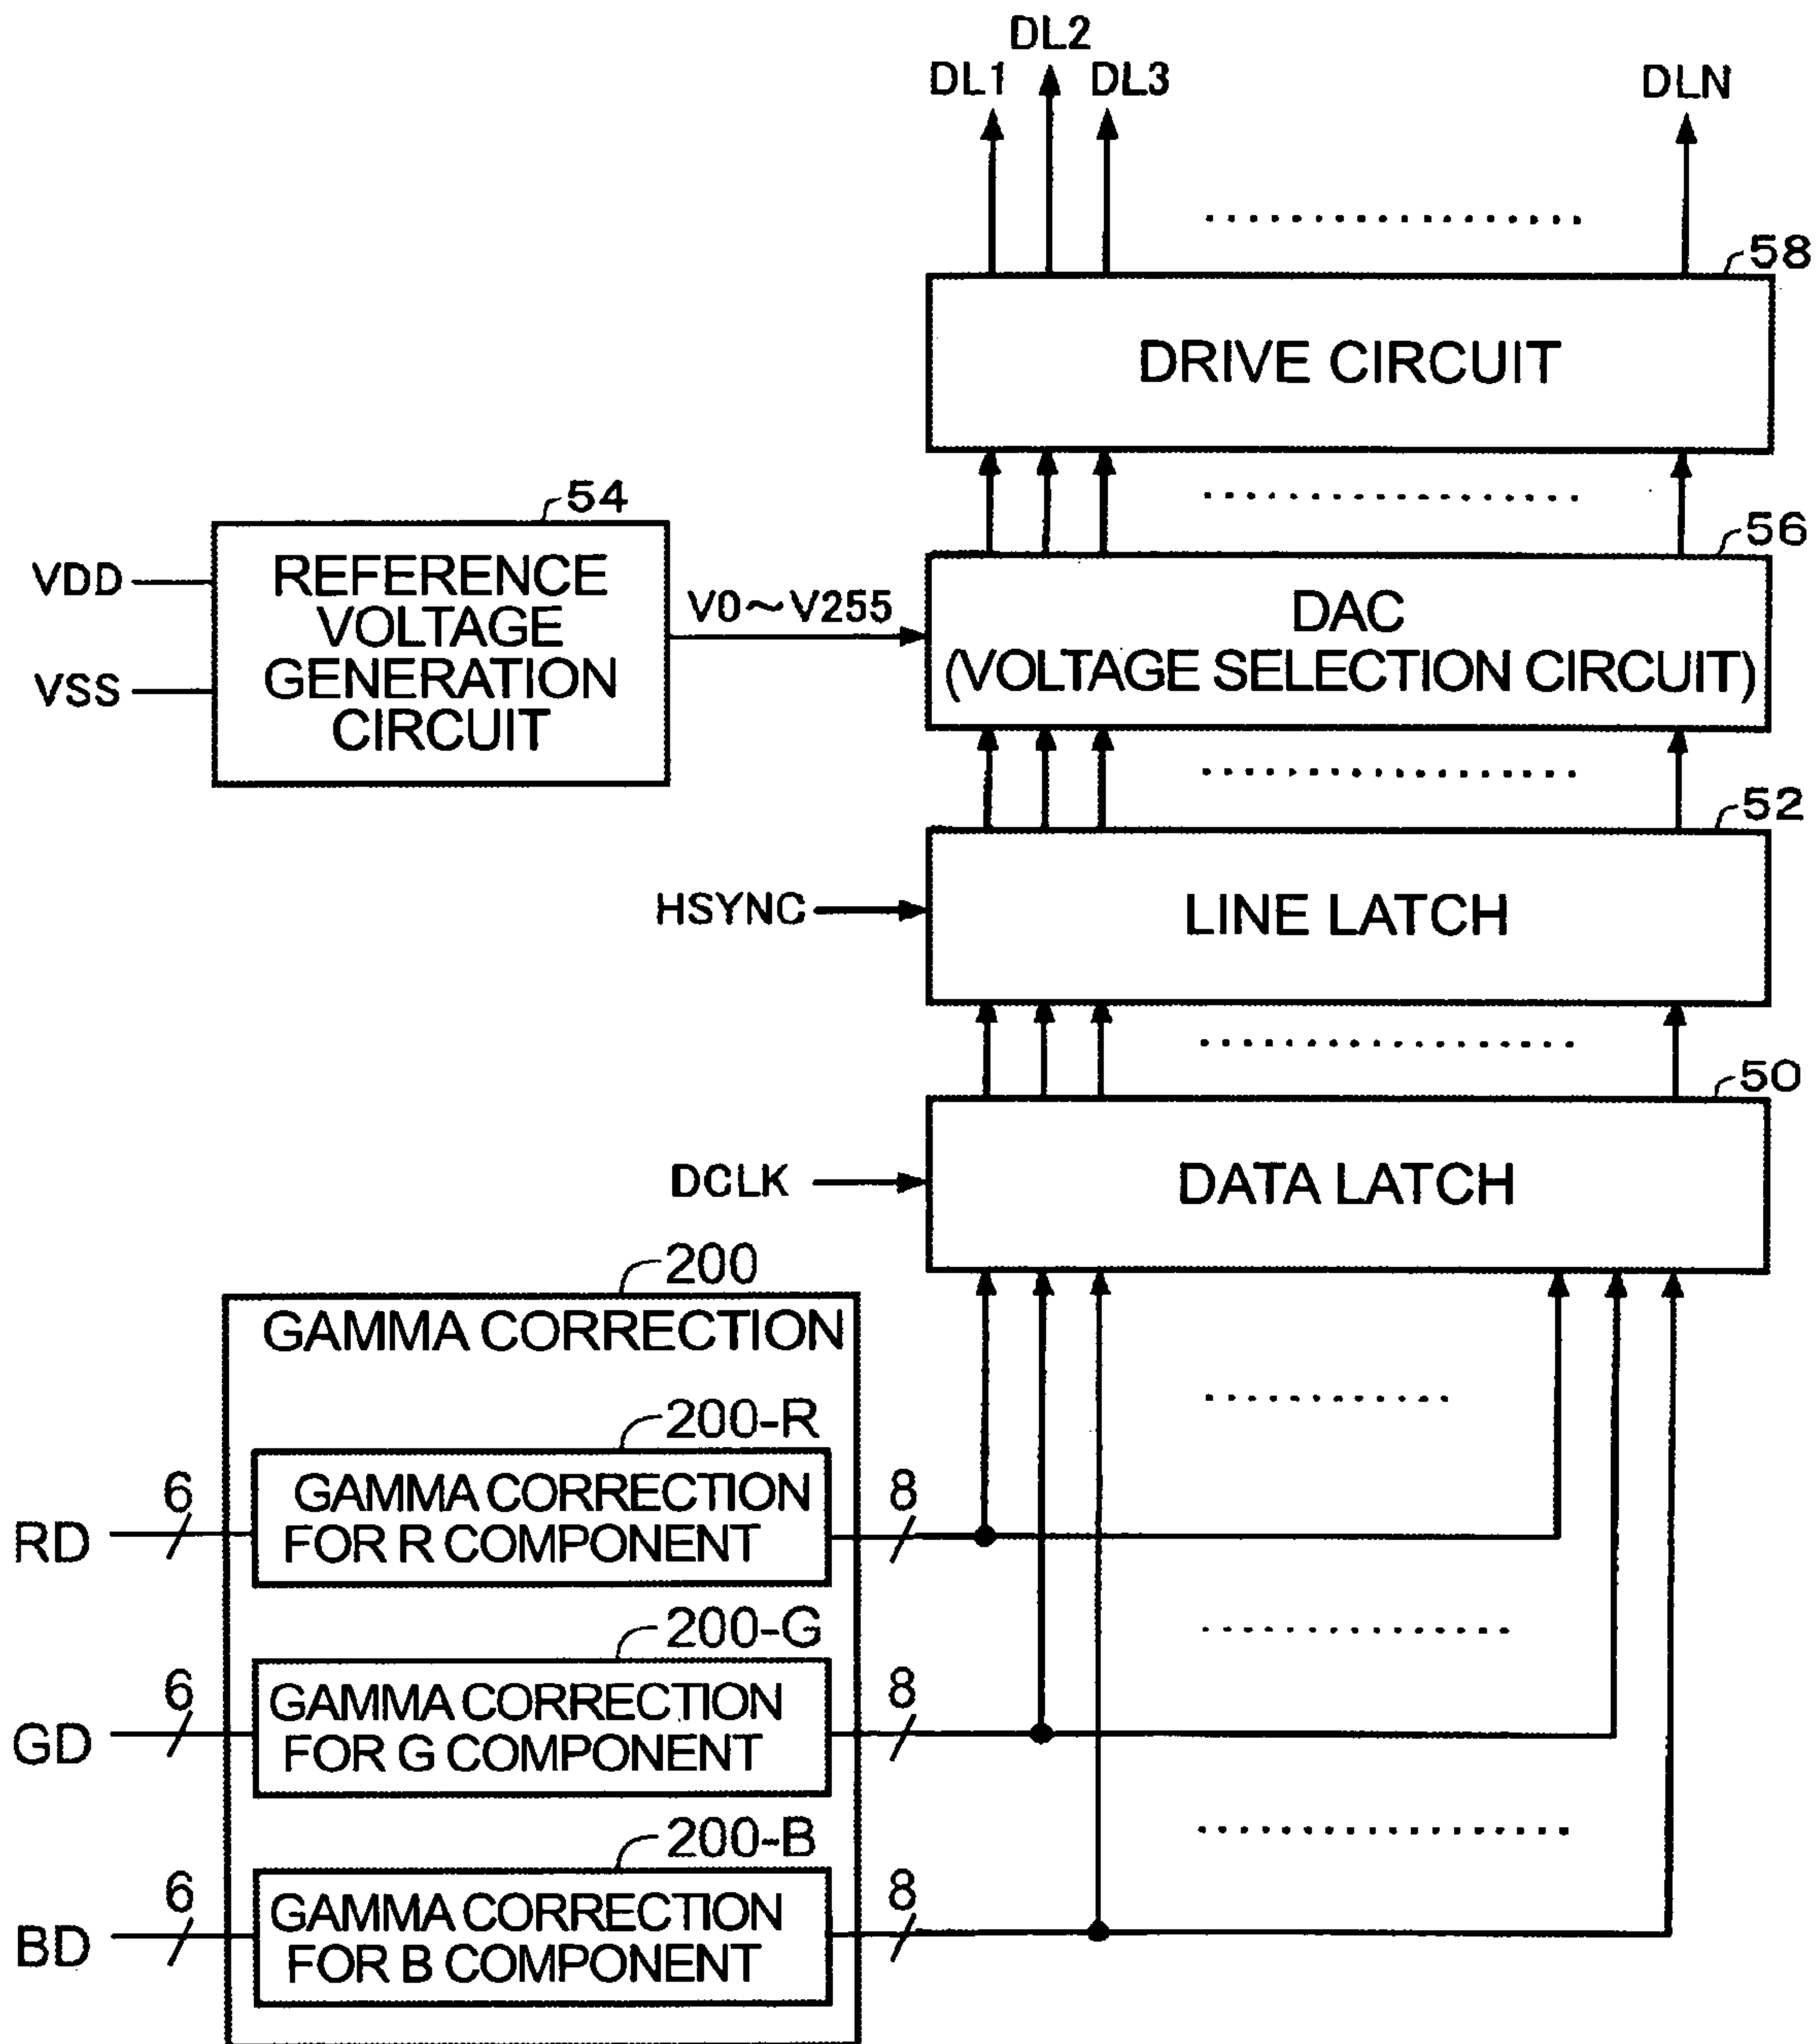 DL2
DL1 DL3 DLN
58
DRIVE CIRCUIT
54
56
VDD
VSS
REFERENCE
VOLTAGE
GENERATION
CIRCUIT
V0～V255
DAC
(VOLTAGE SELECTION CIRCUIT)
52
HSYNC
LINE LATCH
50
DCLK
DATA LATCH
200
GAMMA CORRECTION
200-R
RD
6
GAMMA CORRECTION
FOR R COMPONENT
8
200-G
GD
6
GAMMA CORRECTION
FOR G COMPONENT
8
200-B
BD
6
GAMMA CORRECTION
FOR B COMPONENT
8